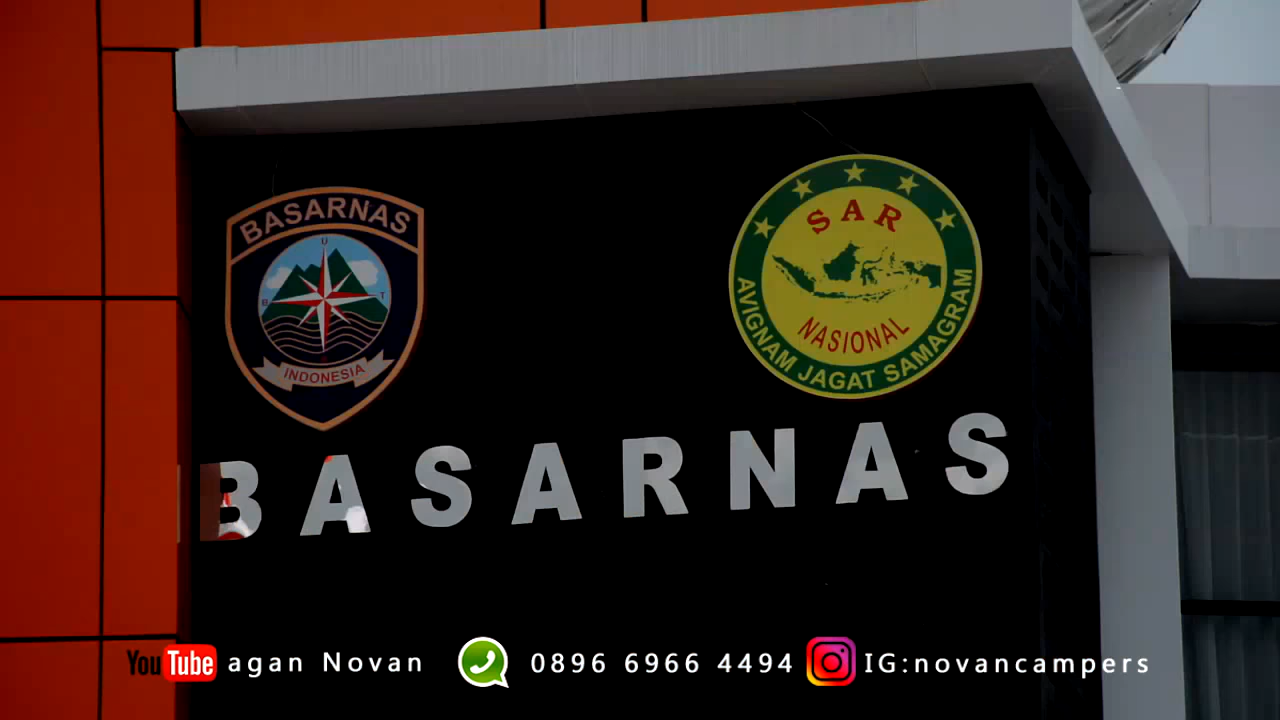 BASARNAS
U
B T
INDONESIA
SAR
NASIONAL
AVIGNAM JAGAT SAMAGRAM
BASARNAS
YouTube agan Novan 0896 6966 4494 IG:novancampers